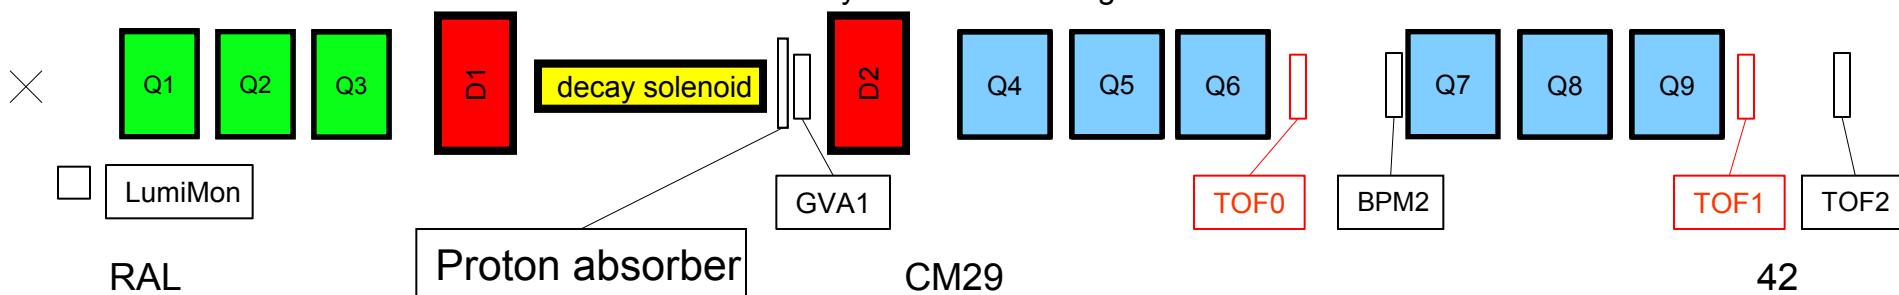 Q1 Q2 Q3 D1 decay solenoid D2 Q4 Q5 Q6 Q7 Q8 Q9
LumiMon GVA1 TOF0 BPM2 TOF1 TOF2
Proton absorber
RAL CM29 42